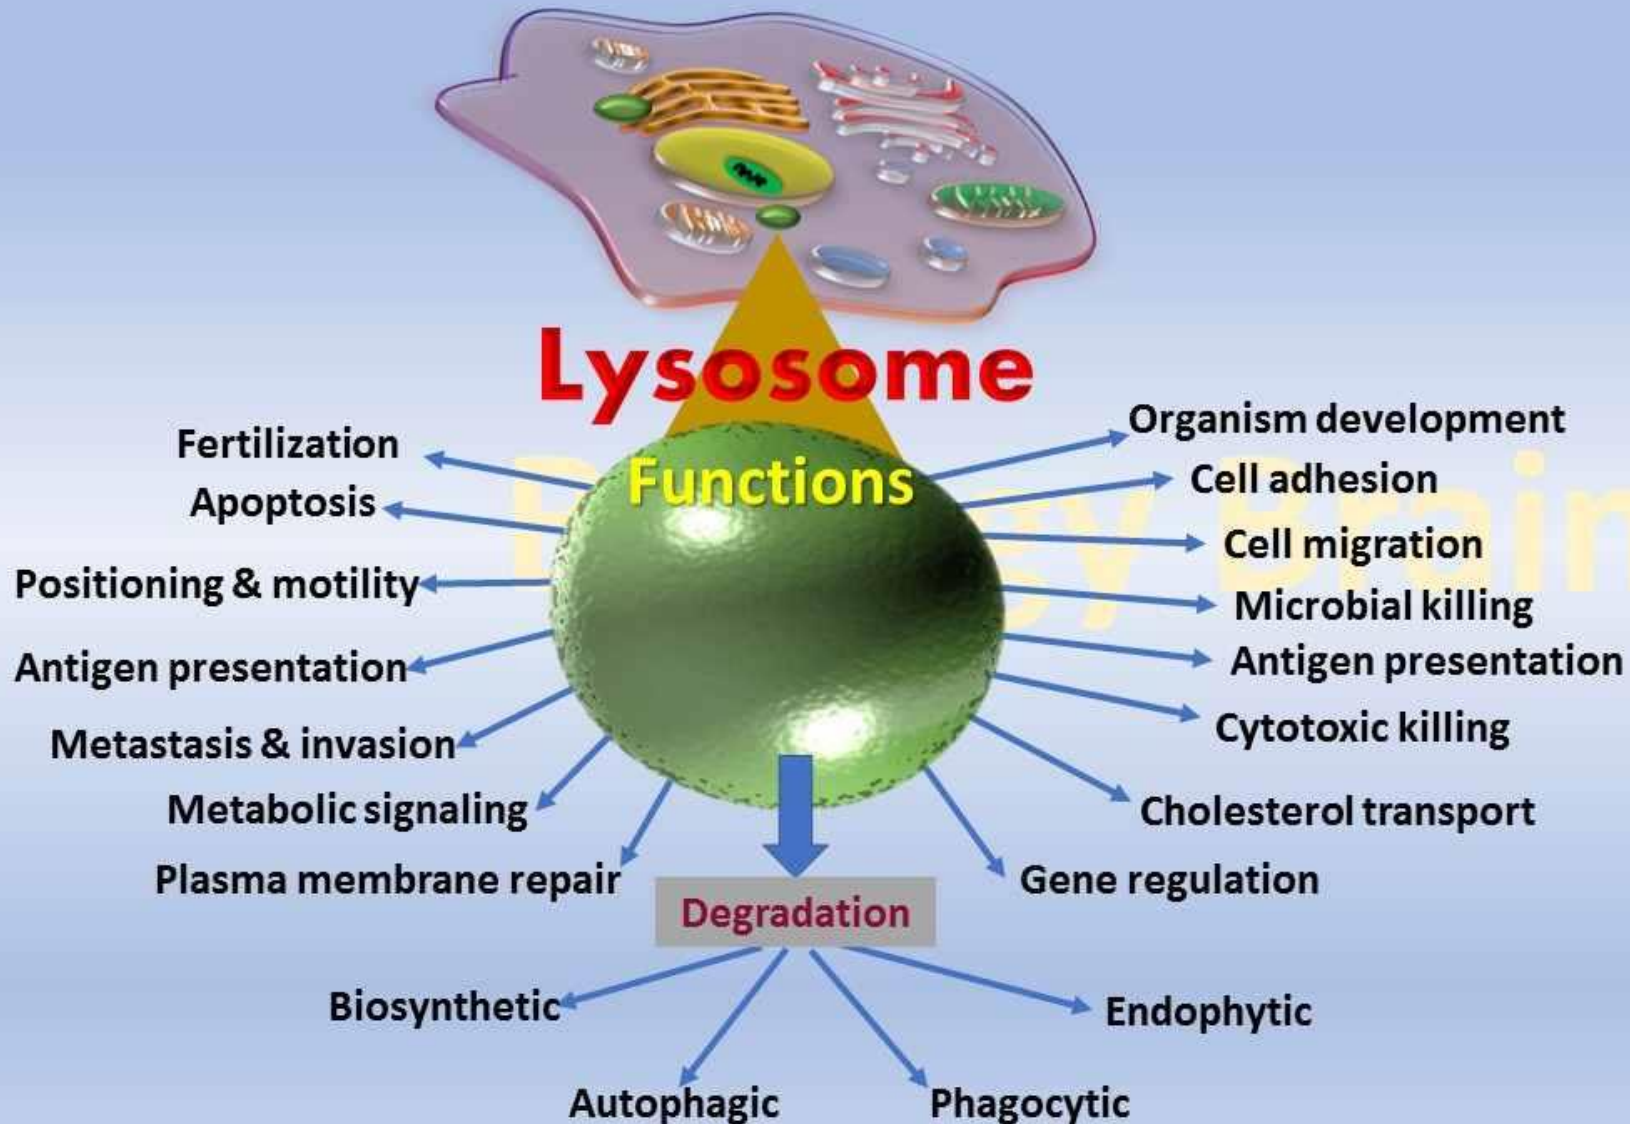 Lysosome
Functions
Fertilization
Apoptosis
Positioning & motility
Antigen presentation
Metastasis & invasion
Metabolic signaling
Plasma membrane repair
Organism development
Cell adhesion
Cell migration
Microbial killing
Antigen presentation
Cytotoxic killing
Cholesterol transport
Gene regulation
Degradation
Biosynthetic
Autophagic
Phagocytic
Endophytic
Brain